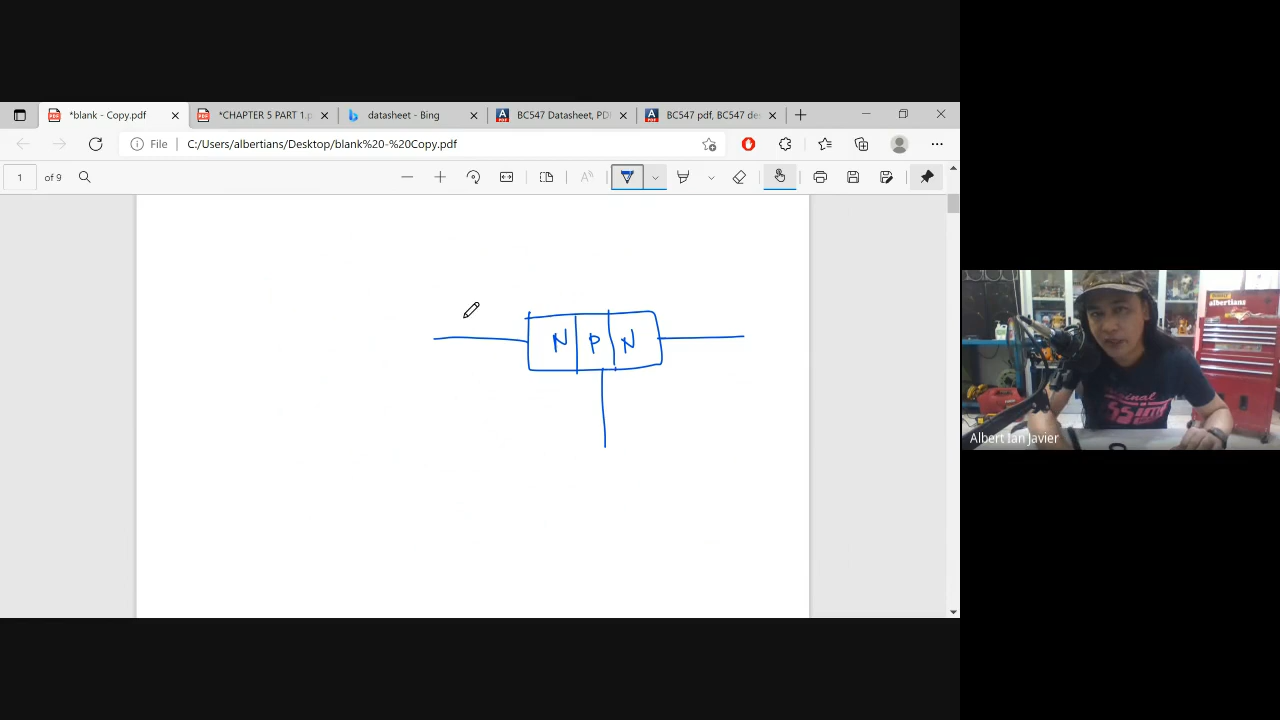 *blank - Copy.pdf
*CHAPTER 5 PART 1.p
datasheet - Bing
BC547 Datasheet, PD
BC547 pdf, BC547 de
File
C:/Users/albertians/Desktop/blank%20-%20Copy.pdf
1 of 9
N P N
albertians
Albert Ian Javier